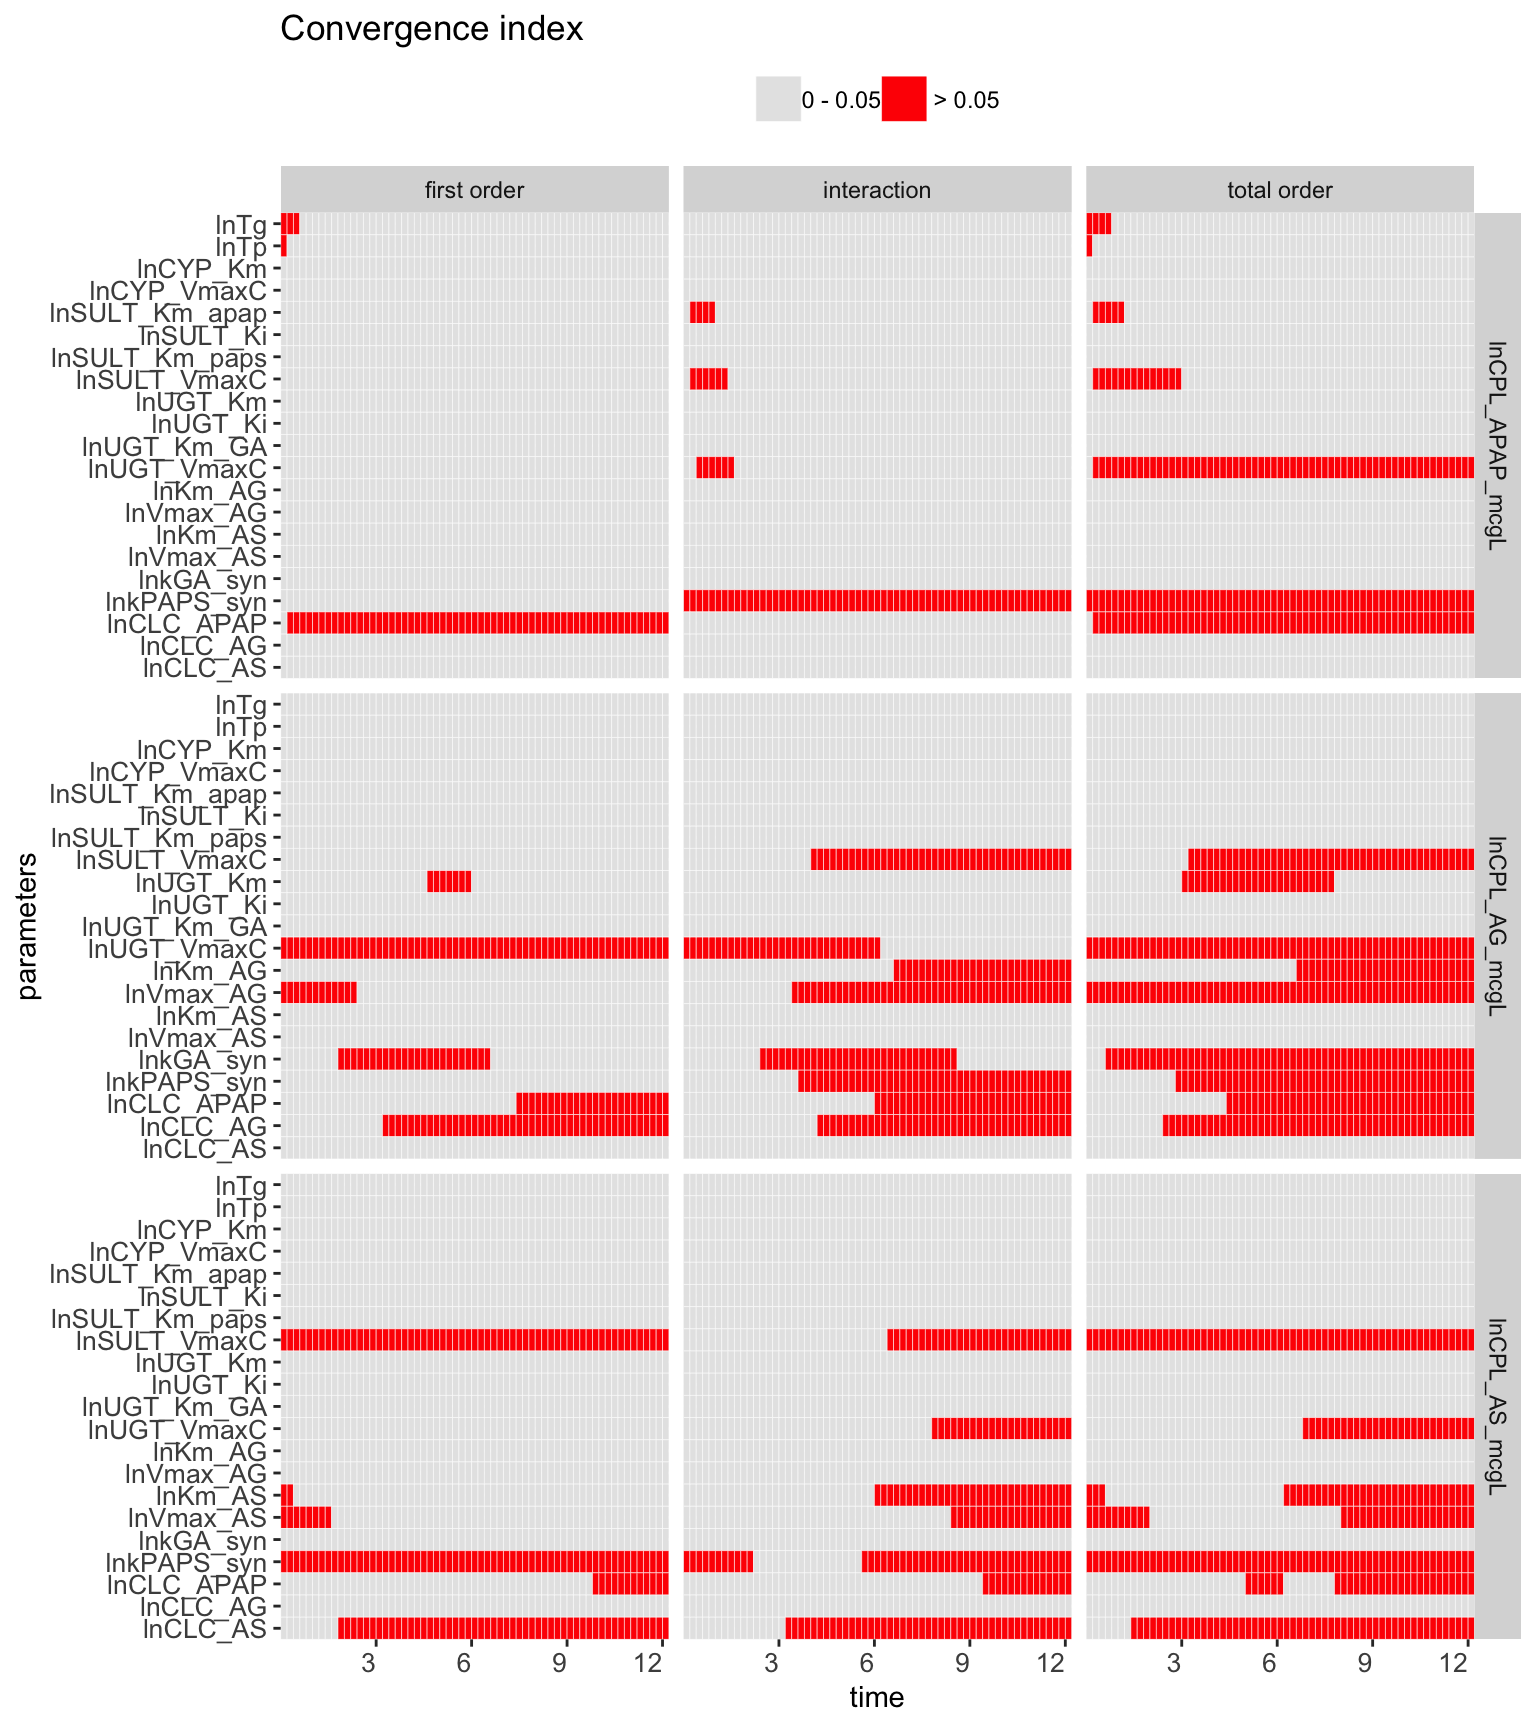 Convergence index
0 - 0.05 > 0.05
first order interaction total order
lnTg
lnTp
lnCYP_Km
lnCYP_VmaxC
lnSULT_Km_apap
lnSULT_Ki
lnSULT_Km_paps
lnSULT_VmaxC
lnUGT_Km
lnUGT_Ki
lnUGT_Km_GA
lnUGT_VmaxC
lnKm_AG
lnVmax_AG
lnKm_AS
lnVmax_AS
lnkGA_syn
lnkPAPS_syn
lnCLC_APAP
lnCLC_AG
lnCLC_AS
lnCPL_APAP_mcgL
lnTg
lnTp
lnCYP_Km
lnCYP_VmaxC
lnSULT_Km_apap
lnSULT_Ki
lnSULT_Km_paps
lnSULT_VmaxC
lnUGT_Km
lnUGT_Ki
lnUGT_Km_GA
lnUGT_VmaxC
lnKm_AG
lnVmax_AG
lnKm_AS
lnVmax_AS
lnkGA_syn
lnkPAPS_syn
lnCLC_APAP
lnCLC_AG
lnCLC_AS
lnCPL_AG_mcgL
parameters
lnTg
lnTp
lnCYP_Km
lnCYP_VmaxC
lnSULT_Km_apap
lnSULT_Ki
lnSULT_Km_paps
lnSULT_VmaxC
lnUGT_Km
lnUGT_Ki
lnUGT_Km_GA
lnUGT_VmaxC
lnKm_AG
lnVmax_AG
lnKm_AS
lnVmax_AS
lnkGA_syn
lnkPAPS_syn
lnCLC_APAP
lnCLC_AG
lnCLC_AS
lnCPL_AS_mcgL
3 6 9 12 3 6 9 12 3 6 9 12
time